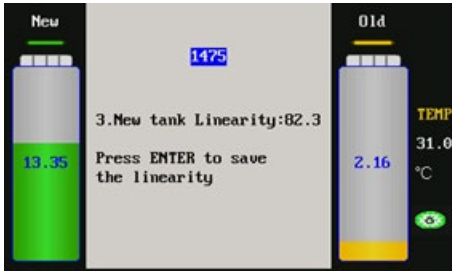 New
Old
1475
3.New tank Linearity:82.3
TEMP
31.0
13.35
Press ENTER to save
2.16
°C
the linearity